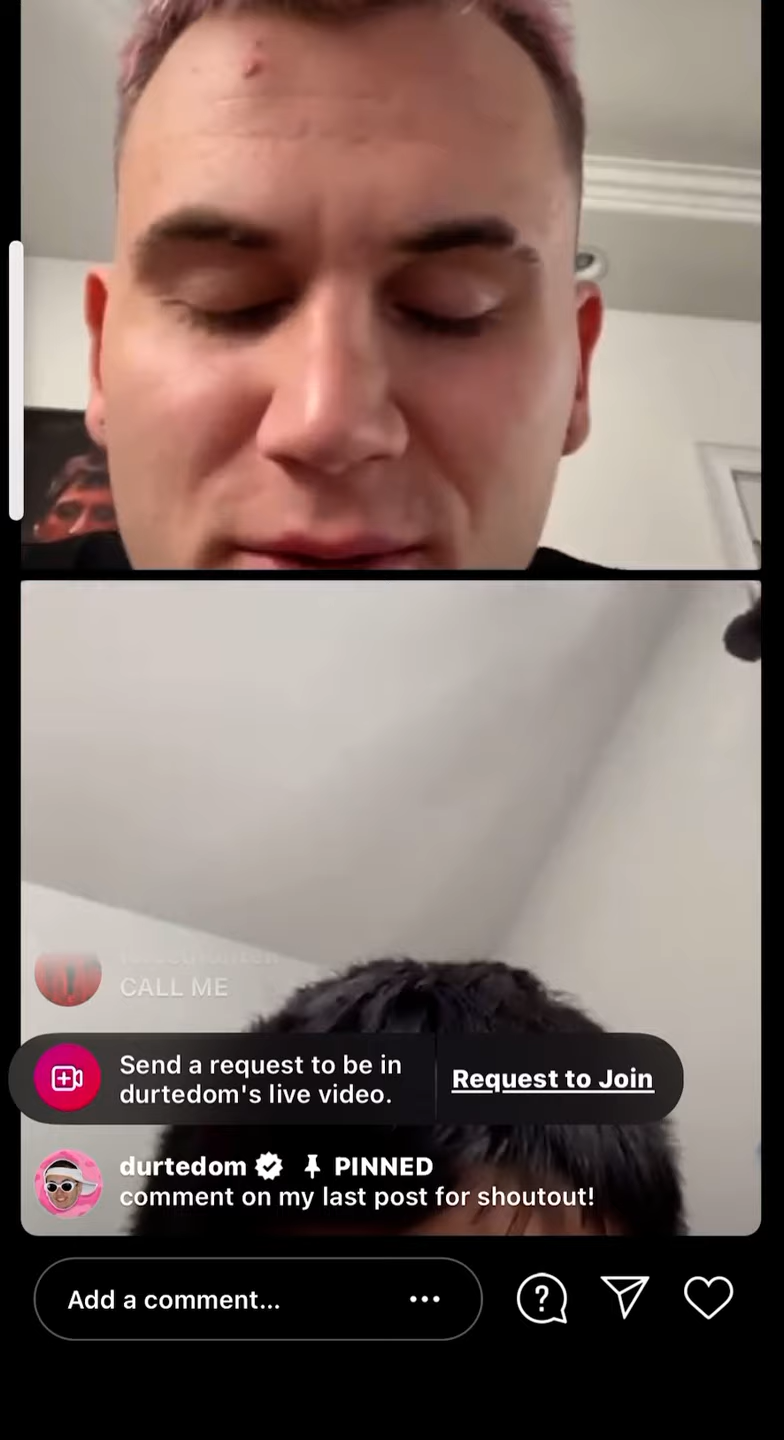 CALL ME
Send a request to be in
durtedom's live video.
Request to Join
durtedom PINNED
comment on my last post for shoutout!
Add a comment...